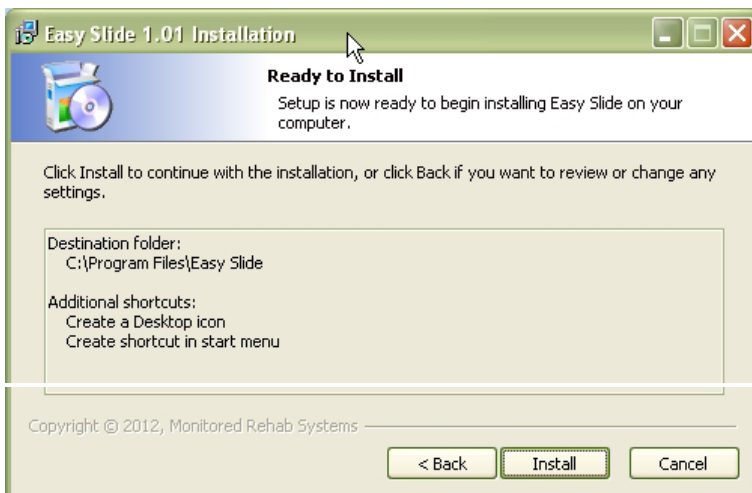 Easy Slide 1.01 Installation
Ready to Install
Setup is now ready to begin installing Easy Slide on your
computer.
Click Install to continue with the installation, or click Back if you want to review or change any
settings.
Destination folder:
C:\Program Files\Easy Slide
Additional shortcuts:
Create a Desktop icon
Create shortcut in start menu
Copyright © 2012, Monitored Rehab Systems
< Back
Install
Cancel